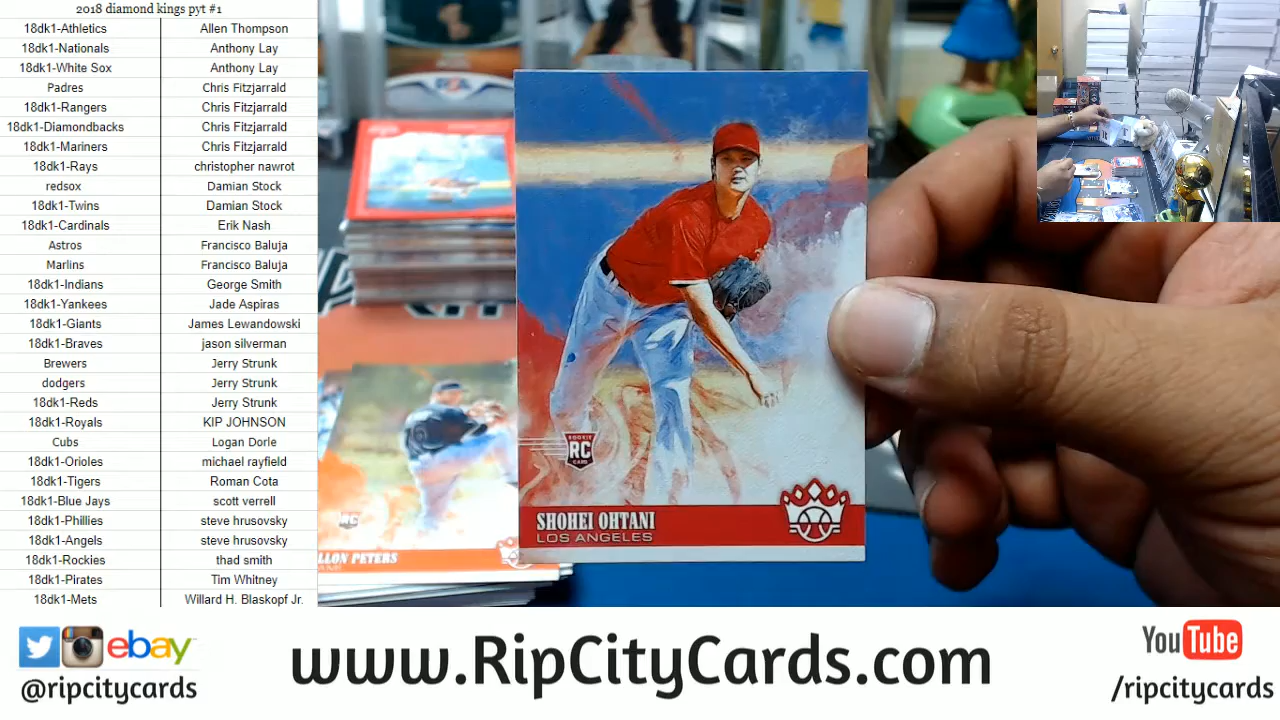 2018 diamond kings pyt #1
18dk1-Athletics Allen Thompson
18dk1-Nationals Anthony Lay
18dk1-White Sox Anthony Lay
Padres Chris Fitzjarrald
18dk1-Rangers Chris Fitzjarrald
18dk1-Diamondbacks Chris Fitzjarrald
18dk1-Mariners Chris Fitzjarrald
18dk1-Rays christopher nawrot
redsox Damian Stock
18dk1-Twins Damian Stock
18dk1-Cardinals Erik Nash
Astros Francisco Baluja
Marlins Francisco Baluja
18dk1-Indians George Smith
18dk1-Yankees Jade Aspiras
18dk1-Giants James Lewandowski
18dk1-Braves jason silverman
Brewers Jerry Strunk
dodgers Jerry Strunk
18dk1-Reds Jerry Strunk
18dk1-Royals KIP JOHNSON
Cubs Logan Dorle
18dk1-Orioles michael rayfield
18dk1-Tigers Roman Cota
18dk1-Blue Jays scott verrell
18dk1-Phillies steve hrusovsky
18dk1-Angels steve hrusovsky
18dk1-Rockies thad smith
18dk1-Pirates Tim Whitney
18dk1-Mets Willard H. Blaskopf Jr.
ROOKIE
RC
CARD
SHOHEI OHTANI
LOS ANGELES
RC
LLON PETERS
ebay
@ripcitycards
www.RipCityCards.com
YouTube
/ripcitycards